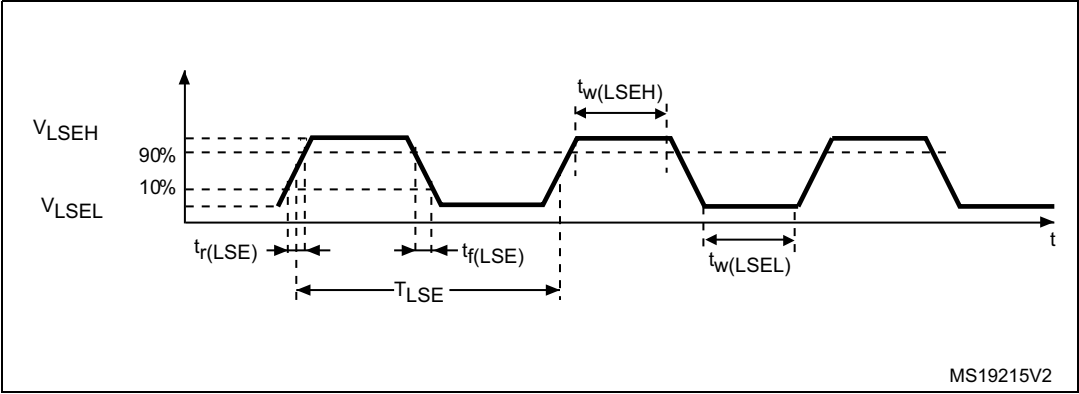 tw(LSEH)
VLSEH
90%
10%
VLSEL
tr(LSE)
tf(LSE)
tw(LSEL)
t
TLSE
MS19215V2